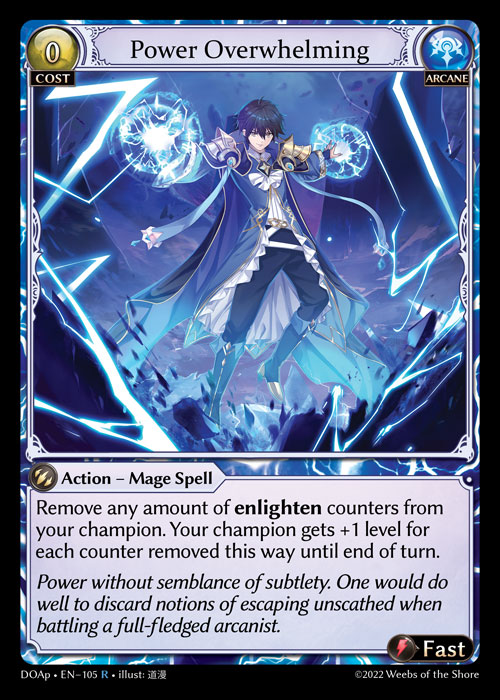 0
COST
Power Overwhelming
ARCANE
Action – Mage Spell
Remove any amount of enlighten counters from
your champion. Your champion gets +1 level for
each counter removed this way until end of turn.
Power without semblance of subtlety. One would do
well to discard notions of escaping unscathed when
battling a full-fledged arcanist.
Fast
DOAp • EN–105 R • illust: 道漫
©2022 Weebs of the Shore